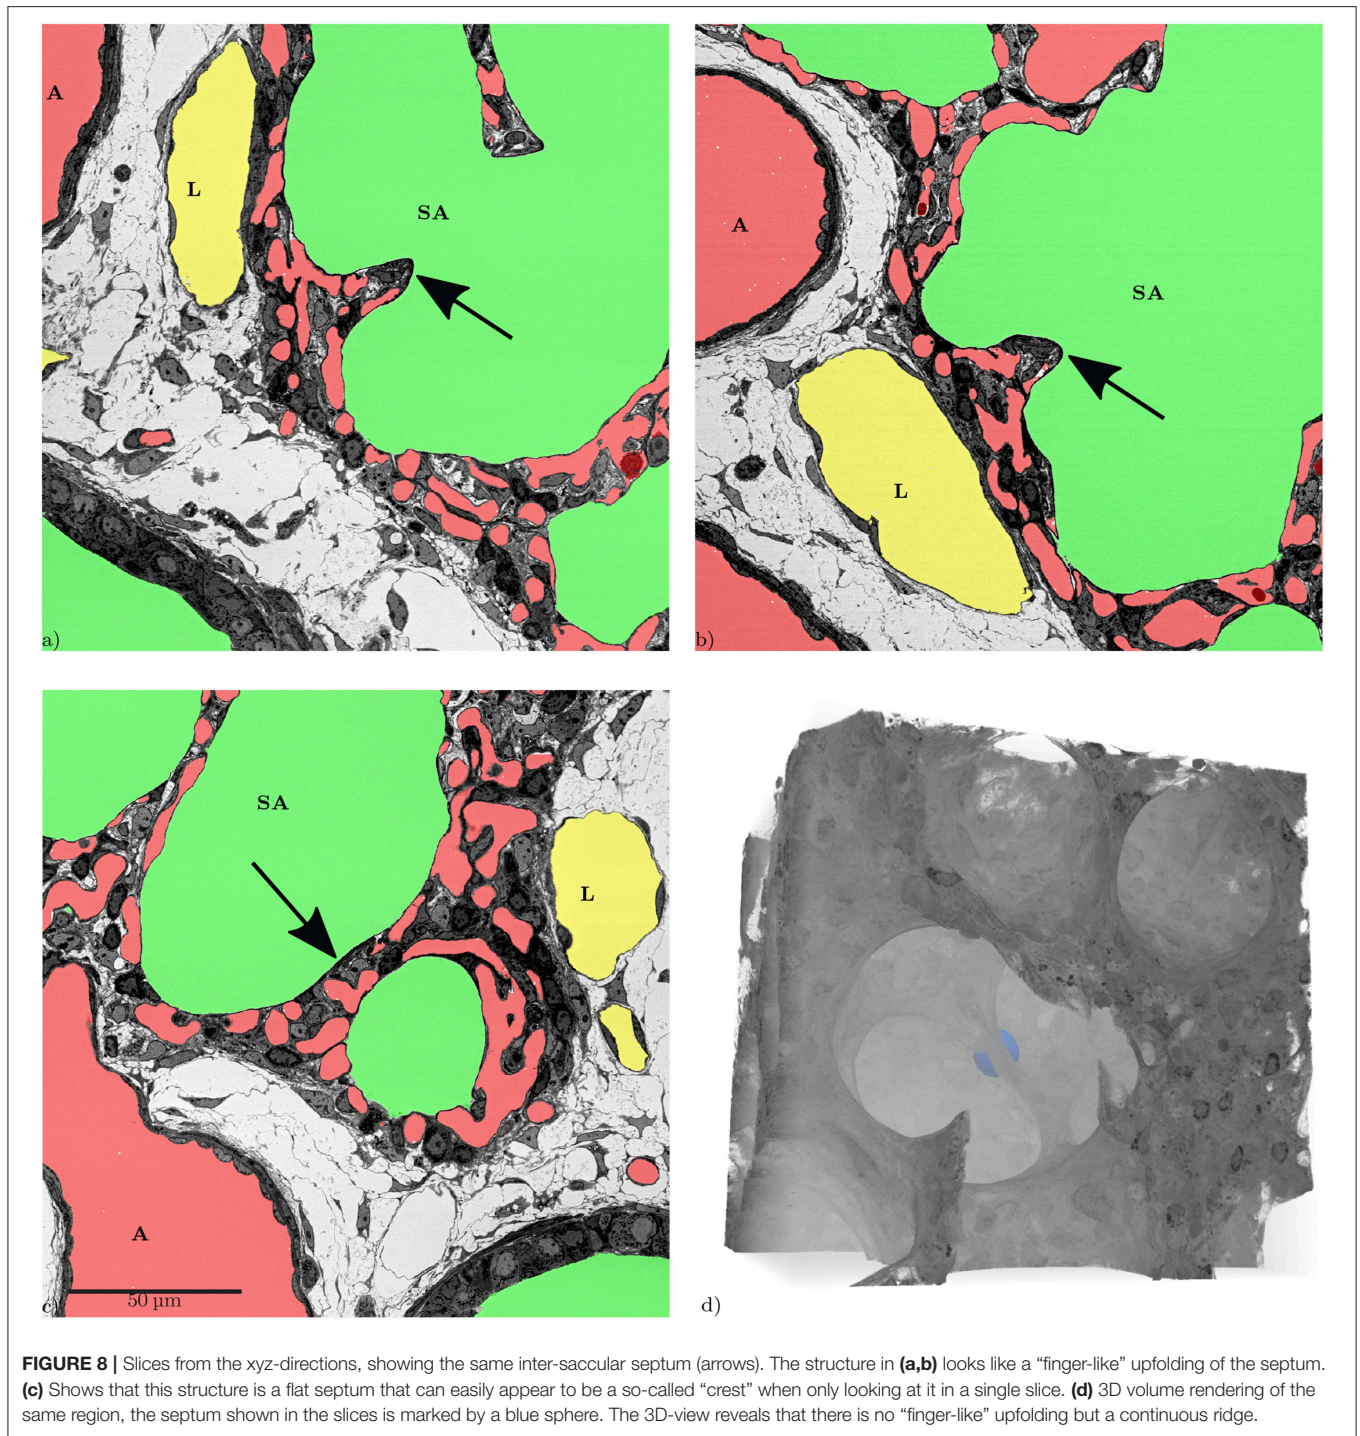 A
L
SA
a)
A
SA
L
b)
SA
L
A
50 µm
c)
d)
FIGURE 8 | Slices from the xyz-directions, showing the same inter-saccular septum (arrows). The structure in (a,b) looks like a “finger-like” upfolding of the septum.
(c) Shows that this structure is a flat septum that can easily appear to be a so-called “crest” when only looking at it in a single slice. (d) 3D volume rendering of the
same region, the septum shown in the slices is marked by a blue sphere. The 3D-view reveals that there is no “finger-like” upfolding but a continuous ridge.